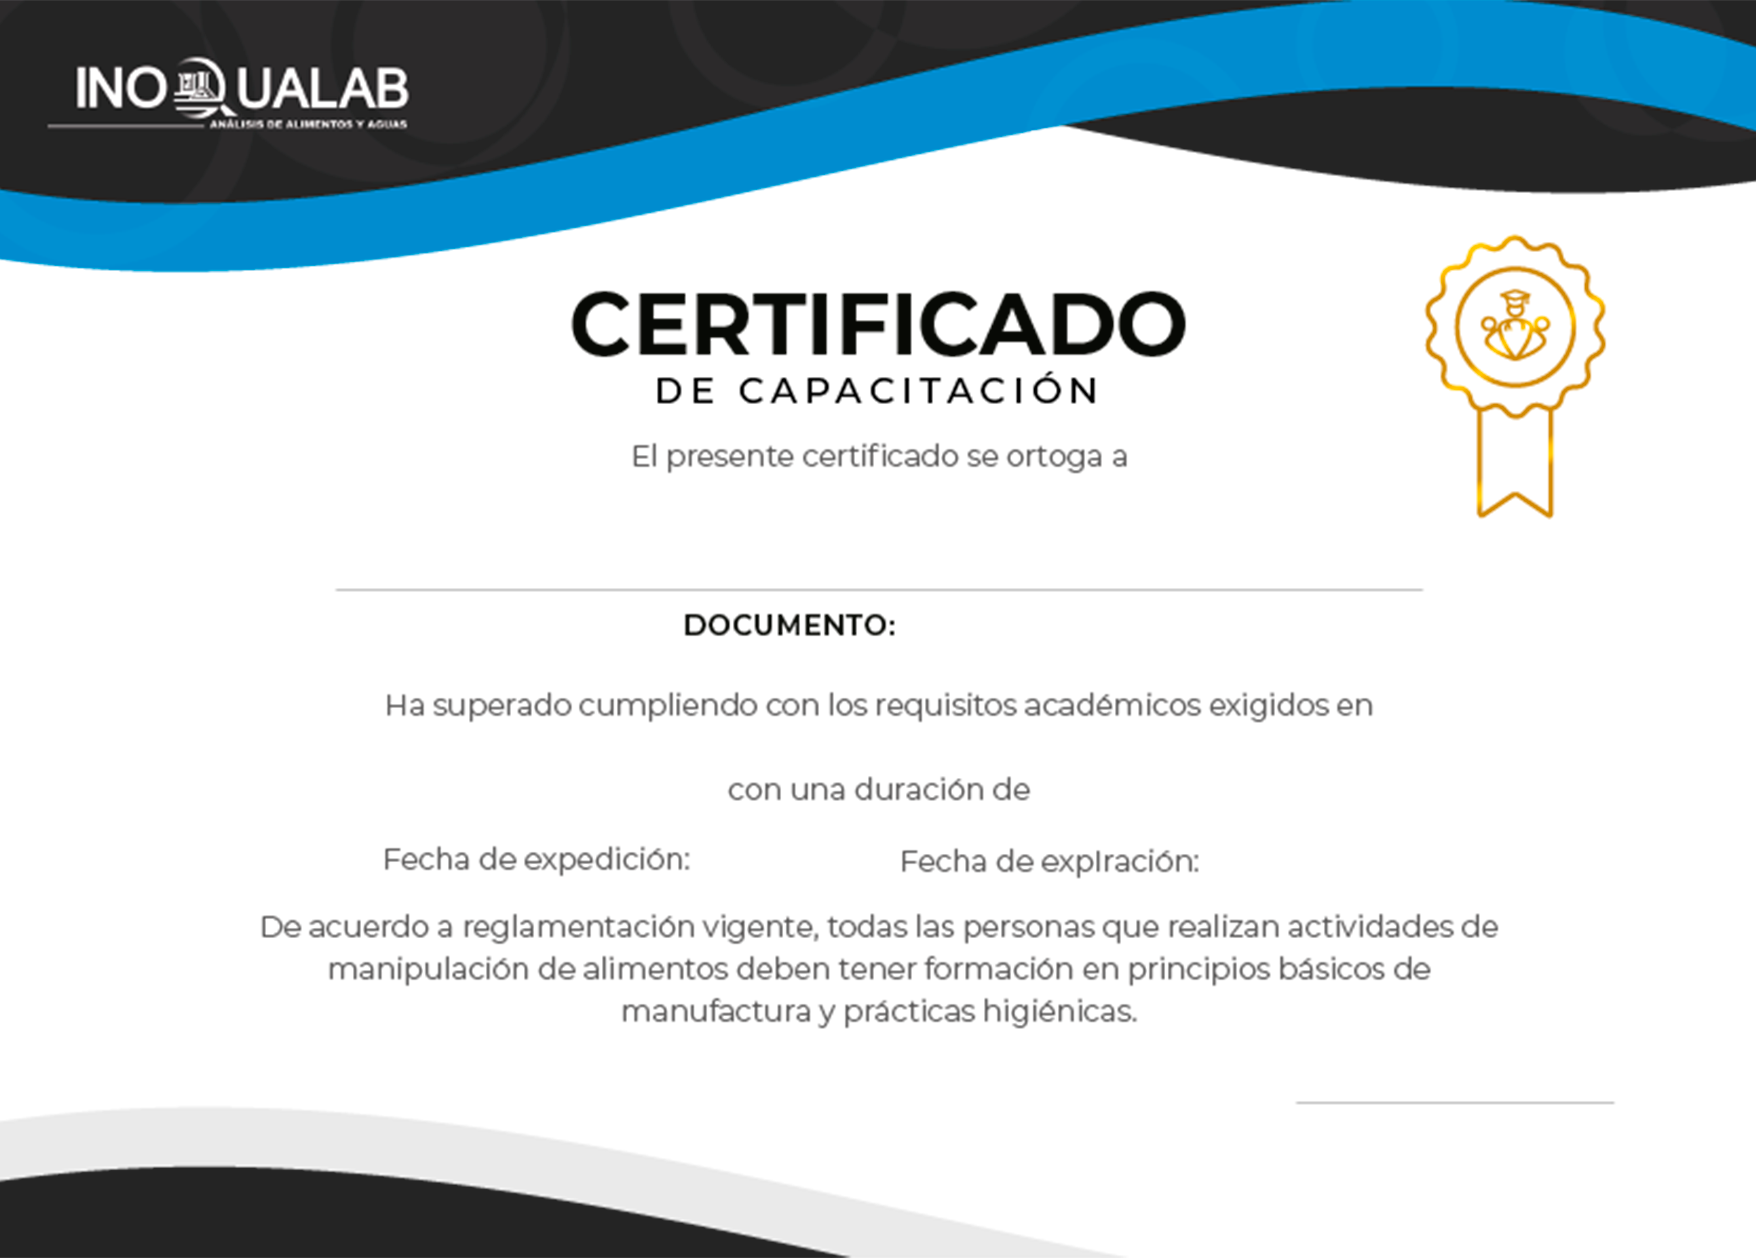 INOQUALAB
ANÁLISIS DE ALIMENTOS Y AGUAS
CERTIFICADO
DE CAPACITACIÓN
El presente certificado se ortoga a
DOCUMENTO:
Ha superado cumpliendo con los requisitos académicos exigidos en
con una duración de
Fecha de expedición: Fecha de expIración:
De acuerdo a reglamentación vigente, todas las personas que realizan actividades de
manipulación de alimentos deben tener formación en principios básicos de
manufactura y prácticas higiénicas.